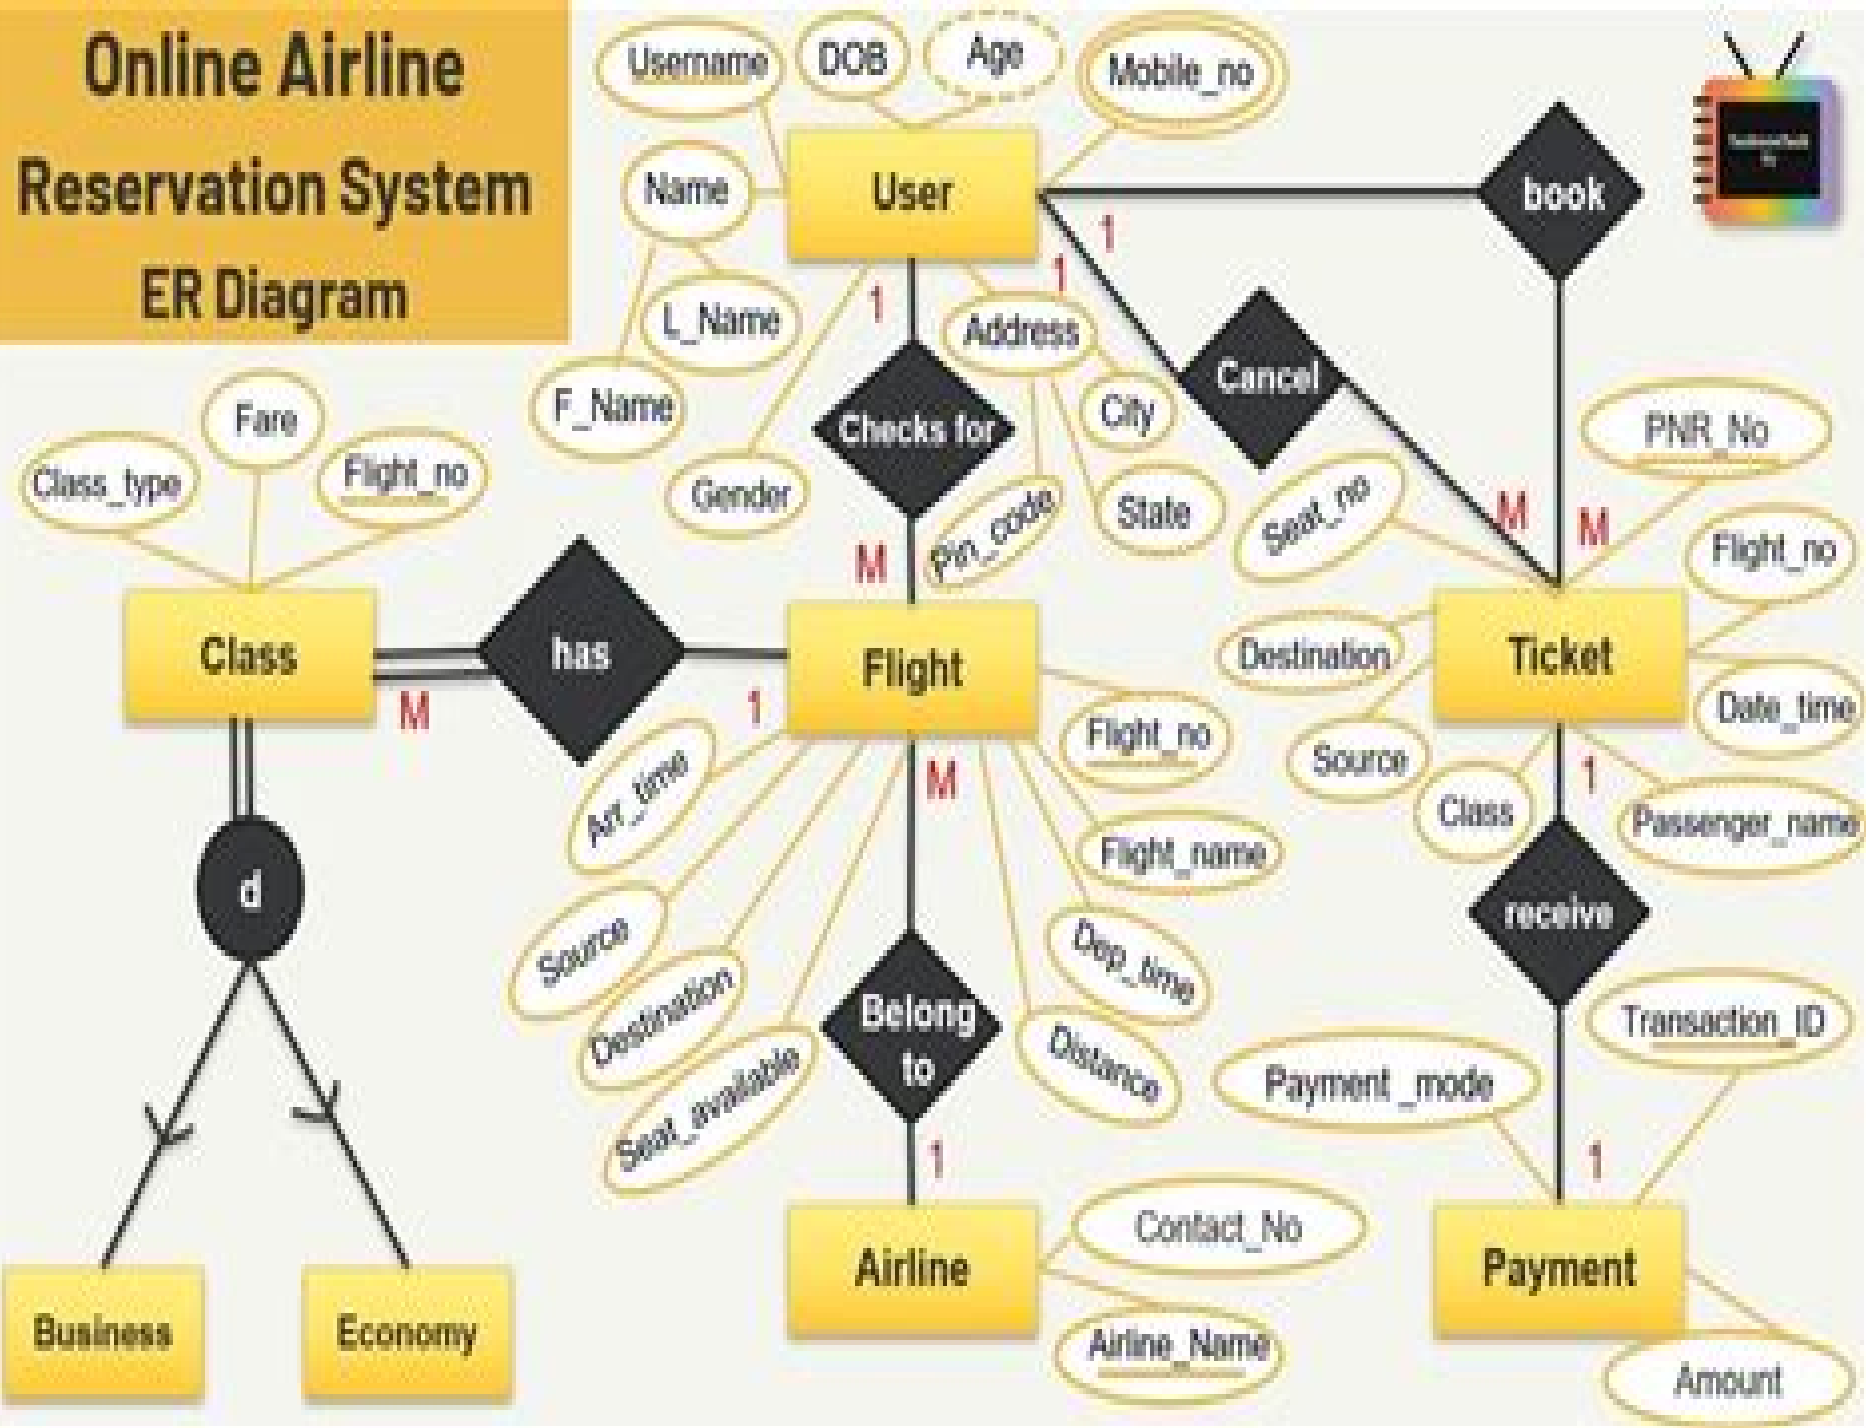 Online Airline
Reservation System
ER Diagram
Username
DOB
Age
Mobile_no
Name
User
book
1
1
1
L_Name
Address
F_Name
Cancel
City
Checks for
Gender
Pin_code
State
Seat_no
PNR_No
Fare
Class_type
Flight_no
M
M
M
Flight_no
Class
has
Flight
Destination
Ticket
M
1
Flight_no
Date_time
Arr_time
M
Source
1
Class
Passenger_name
Flight_name
d
Source
Dep_time
receive
Destination
Belong
to
Distance
Transaction_ID
Seat_available
Payment _mode
1
1
Contact_No
Airline
Payment
Business
Economy
Airline_Name
Amount